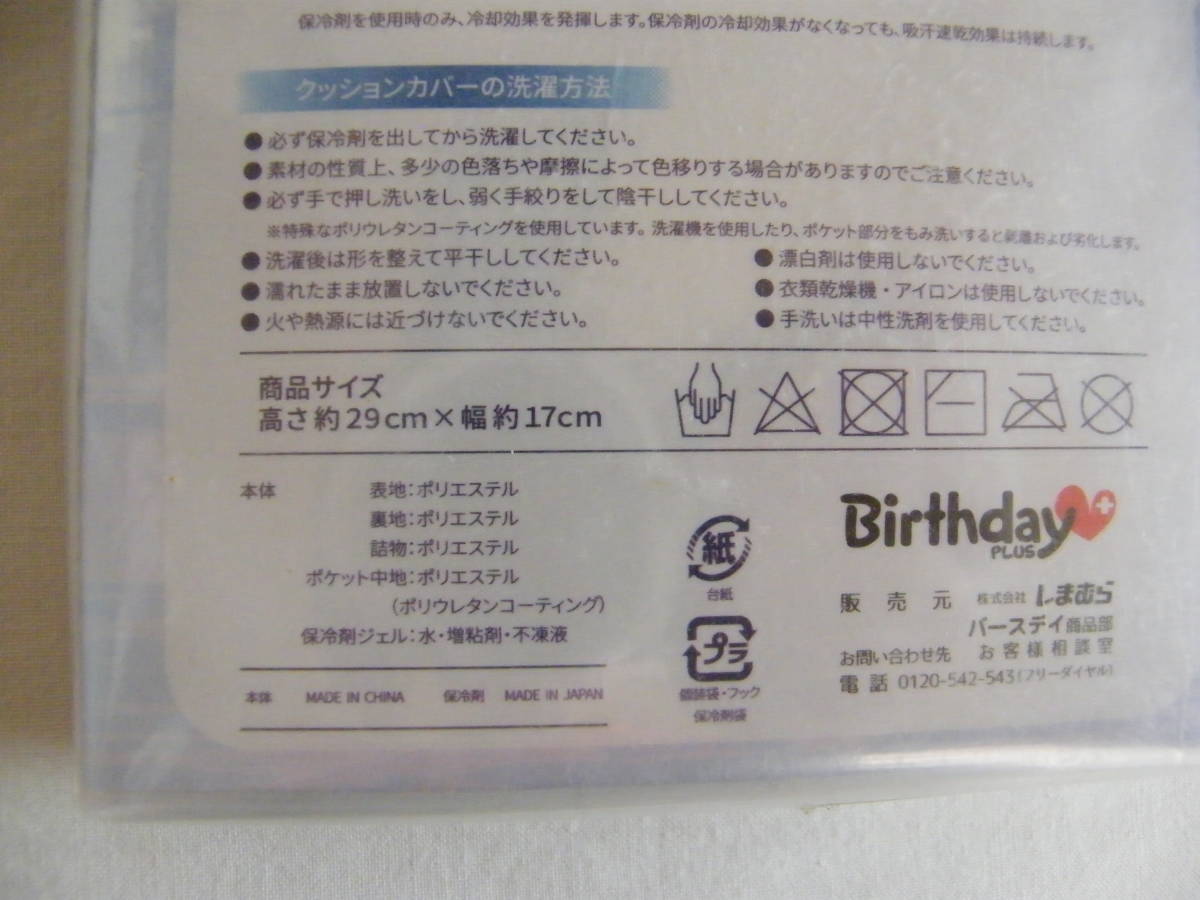 保冷剤を使用時のみ、冷却効果を発揮します。保冷剤の冷却効果がなくなっても、吸汗速乾効果は持続します。
クッションカバーの洗濯方法
●必ず保冷剤を出してから洗濯してください。
●素材の性質上、多少の色落ちや摩擦によって色移りする場合がありますのでご注意ください。
●必ず手で押し洗いをし、弱く手絞りをして陰干ししてください。
※特殊なポリウレタンコーティングを使用しています。洗濯機を使用したり、ポケット部分をもみ洗いすると剥離および劣化します。
●洗濯後は形を整えて平干ししてください。
●濡れたまま放置しないでください。
●火や熱源には近づけないでください。
●漂白剤は使用しないでください。
●衣類乾燥機・アイロンは使用しないでください。
●手洗いは中性洗剤を使用してください。
商品サイズ
高さ約29cm×幅約17cm
本体 表地:ポリエステル
裏地:ポリエステル
詰物:ポリエステル
ポケット中地:ポリエステル
(ポリウレタンコーティング)
保冷剤ジェル:水・増粘剤・不凍液
本体 MADE IN CHINA 保冷剤 MADE IN JAPAN
紙
台紙
プラ
個装袋・フック
保冷剤袋
Birthday
PLUS
販売元 株式会社 しまむら
バースデイ商品部
お問い合わせ先 お客様相談室
電話 0120-542-543(フリーダイヤル)